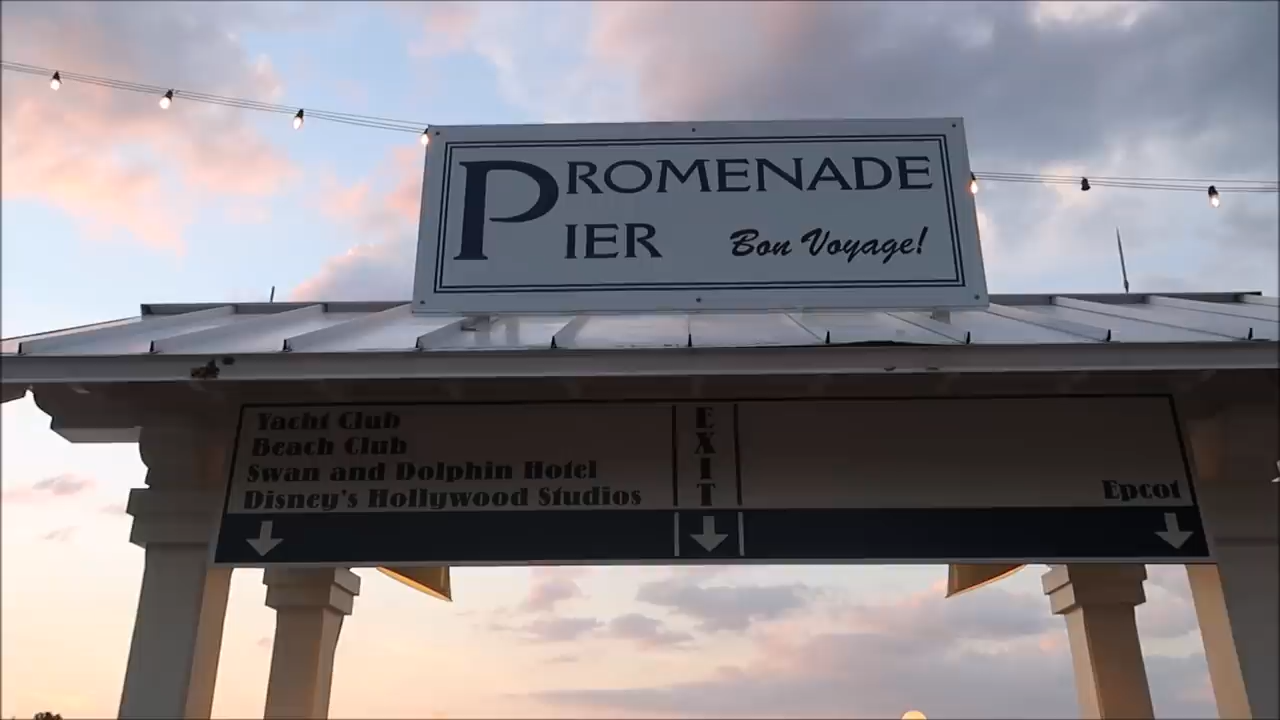 PROMENADE
PIER Bon Voyage!
Yacht Club
Beach Club
Swan and Dolphin Hotel
Disney's Hollywood Studios
EXIT
Epcot